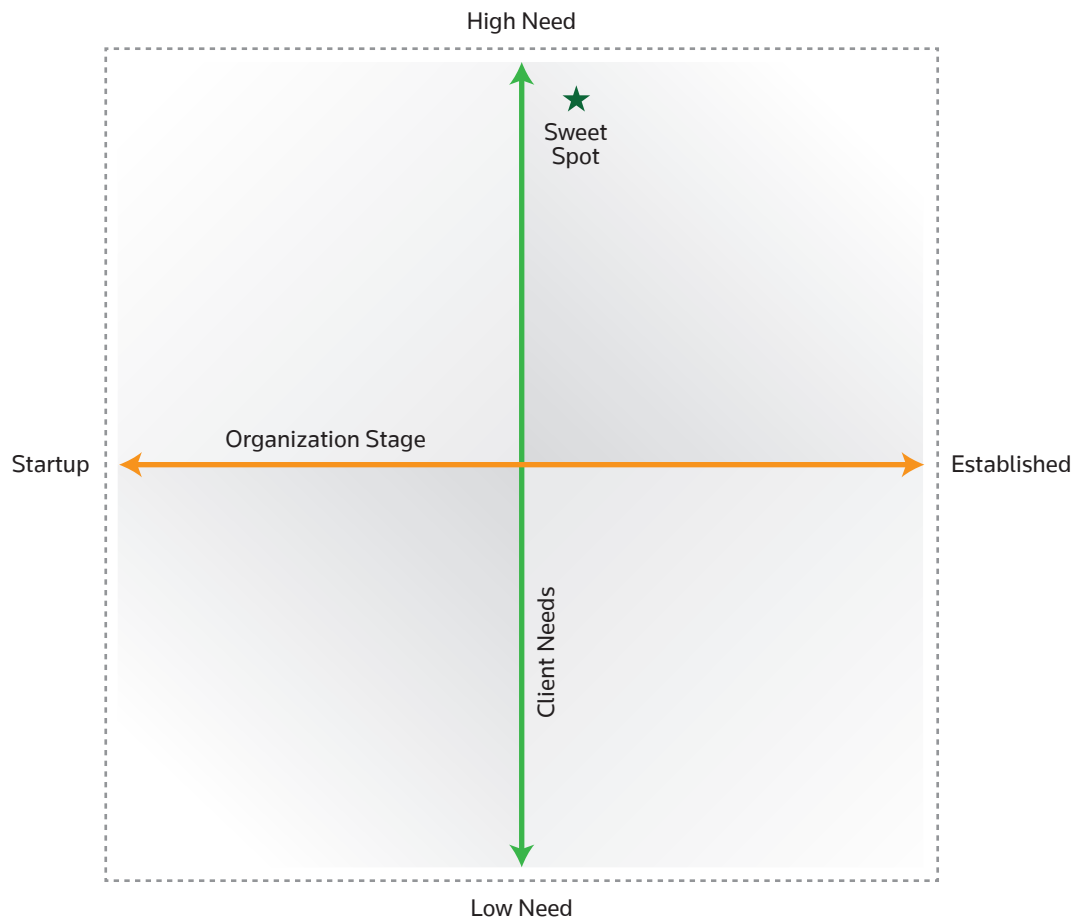 High Need
Sweet
Spot
Organization Stage
Startup
Established
Client Needs
Low Need